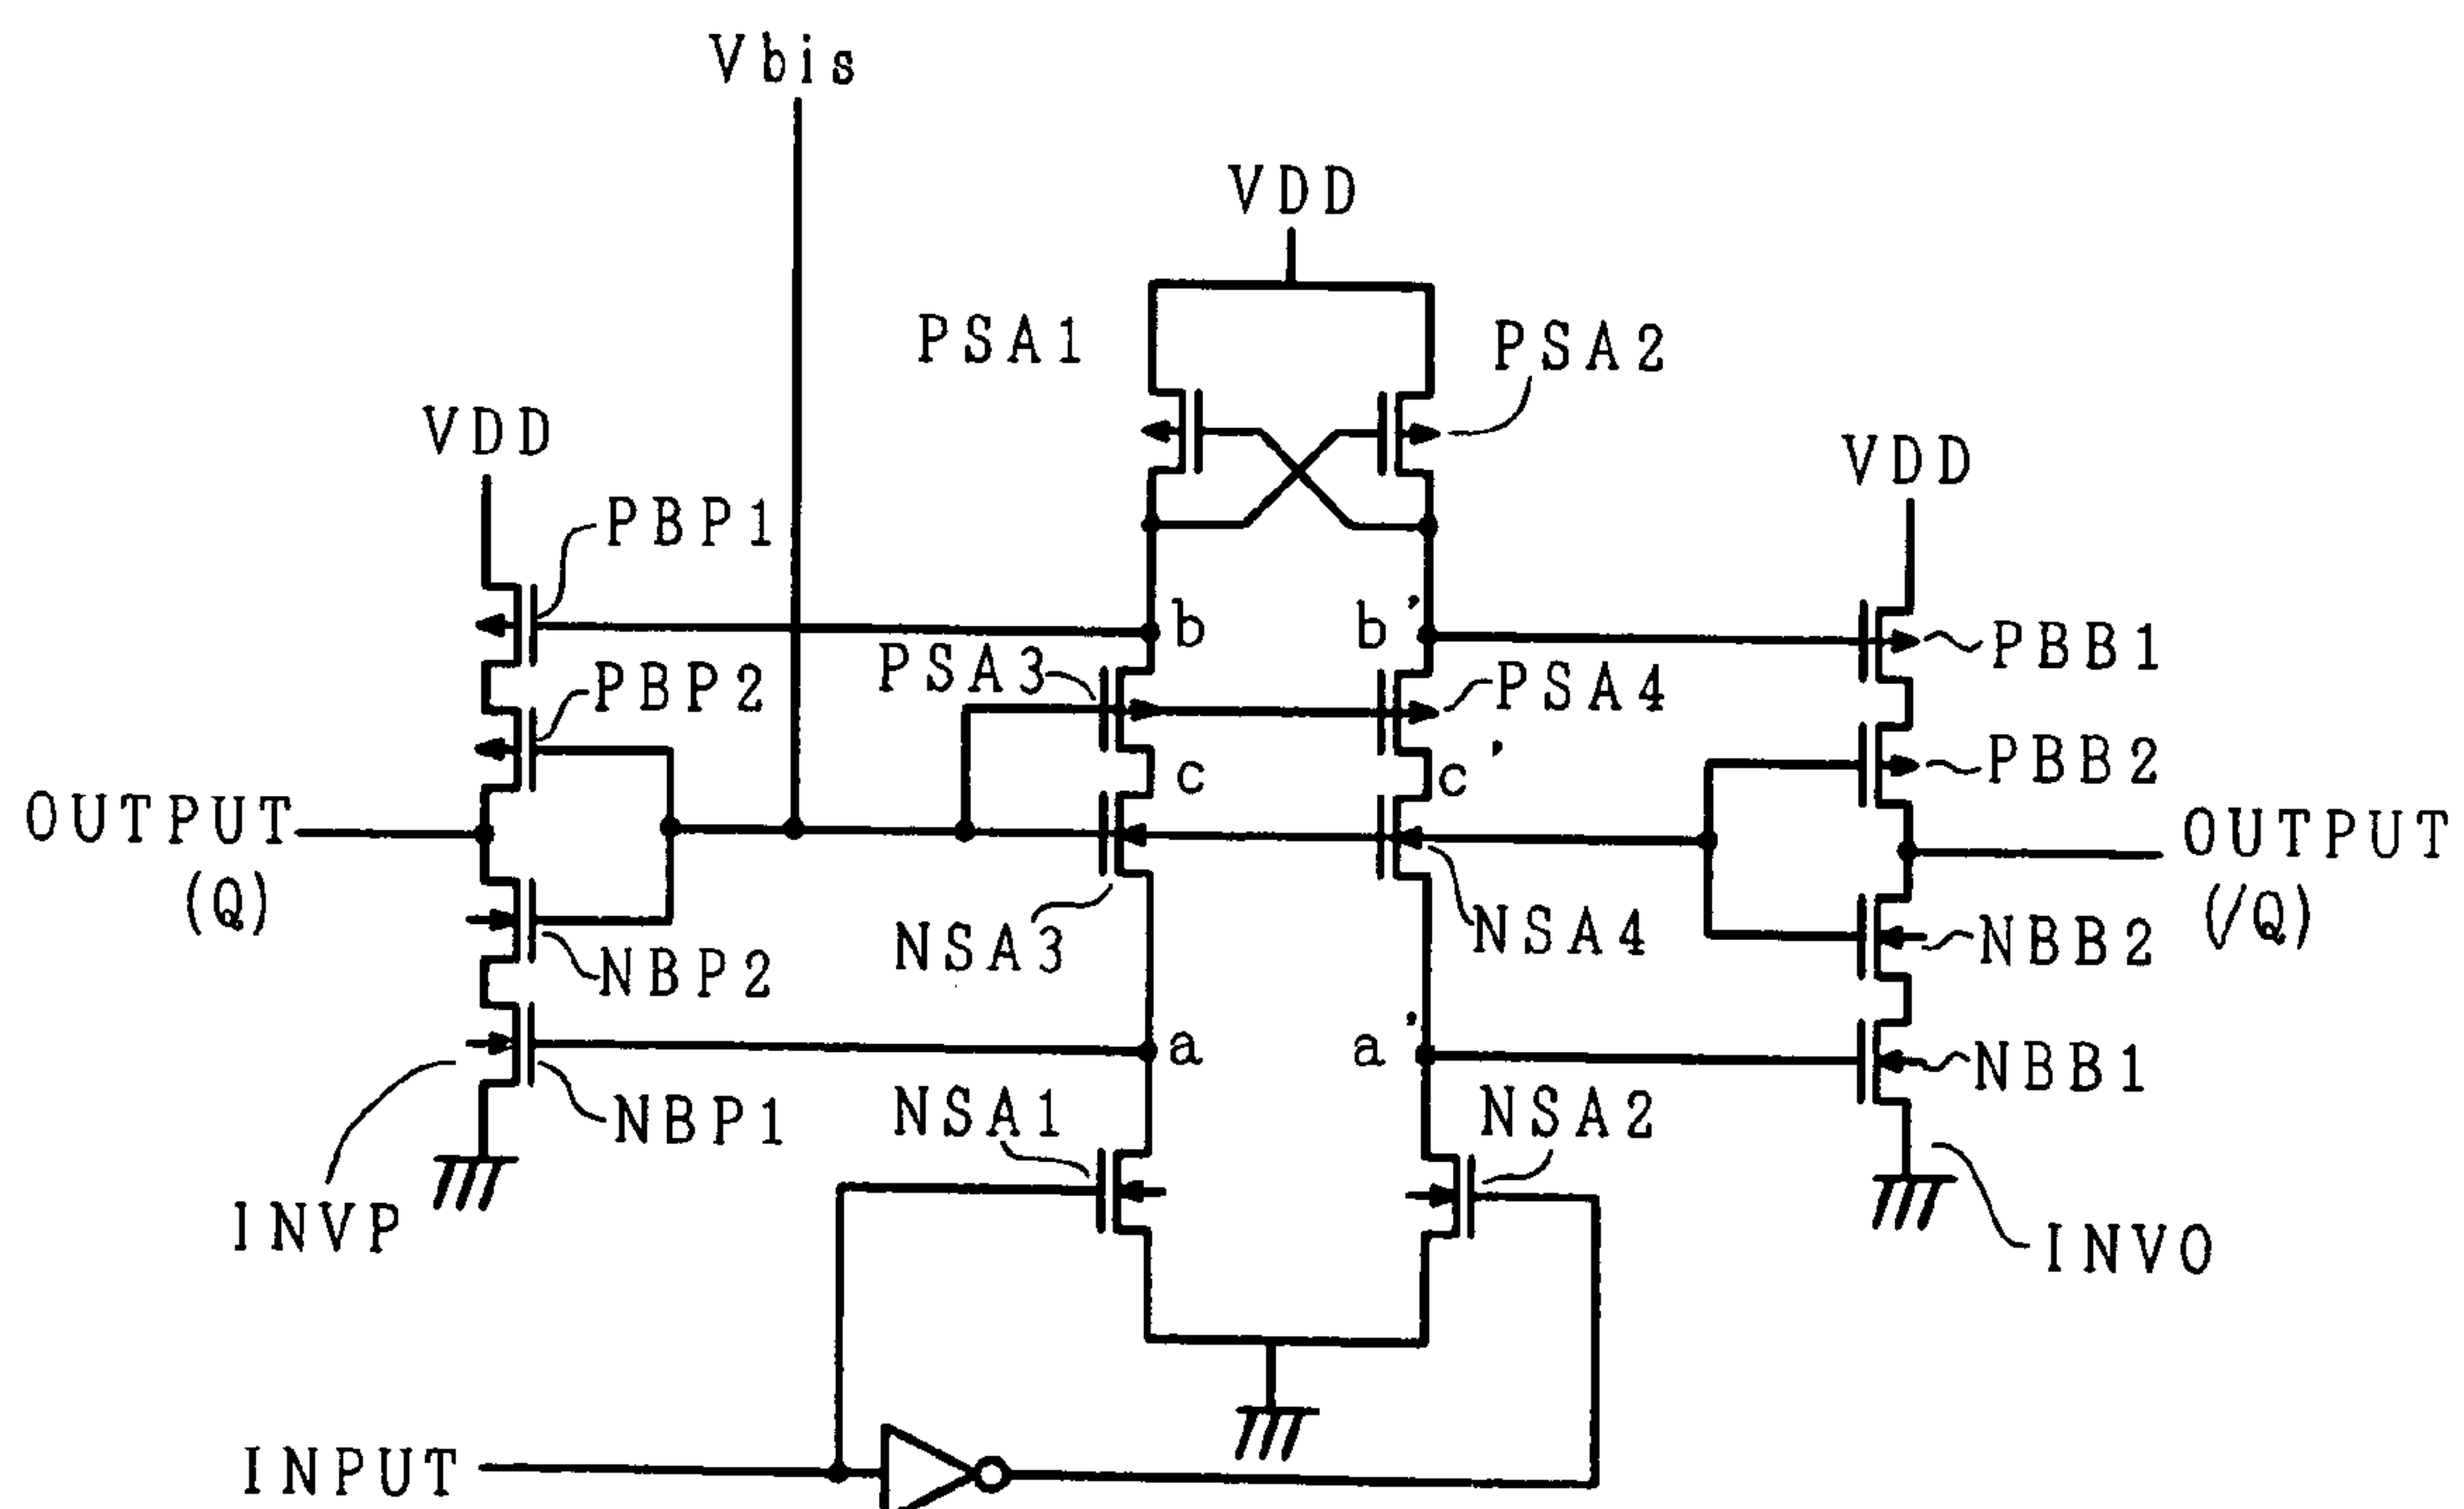 Vbis
VDD
PSA1
PSA2
VDD
VDD
PBP1
b
b'
PBB1
PSA3
PBP2
PSA4
c
c'
PBB2
OUTPUT
(Q)
OUTPUT
(/Q)
NSA3
NSA4
NBB2
NBP2
a
a'
NBB1
NSA1
NSA2
NBP1
INVP
INVO
INPUT